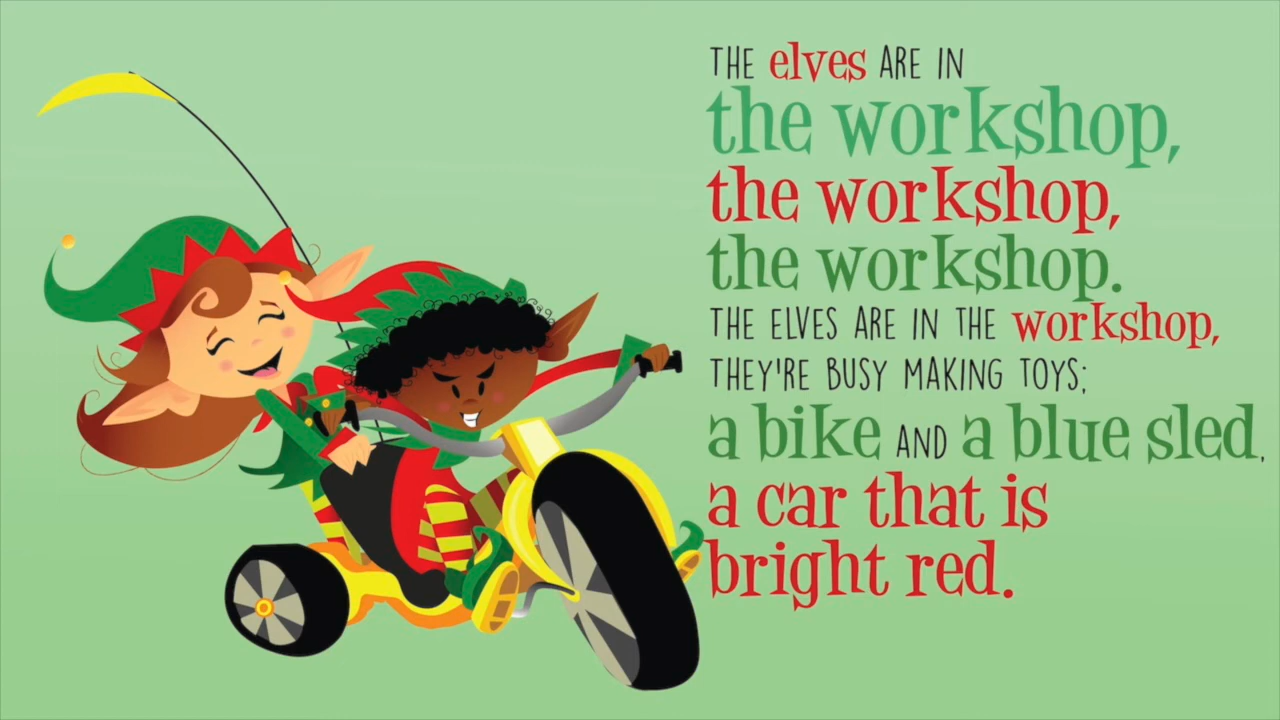 THE elves ARE IN
the workshop,
the workshop,
the workshop.
THE ELVES ARE IN THE workshop,
THEY'RE BUSY MAKING TOYS;
a bike AND a blue sled,
a car that is
bright red.